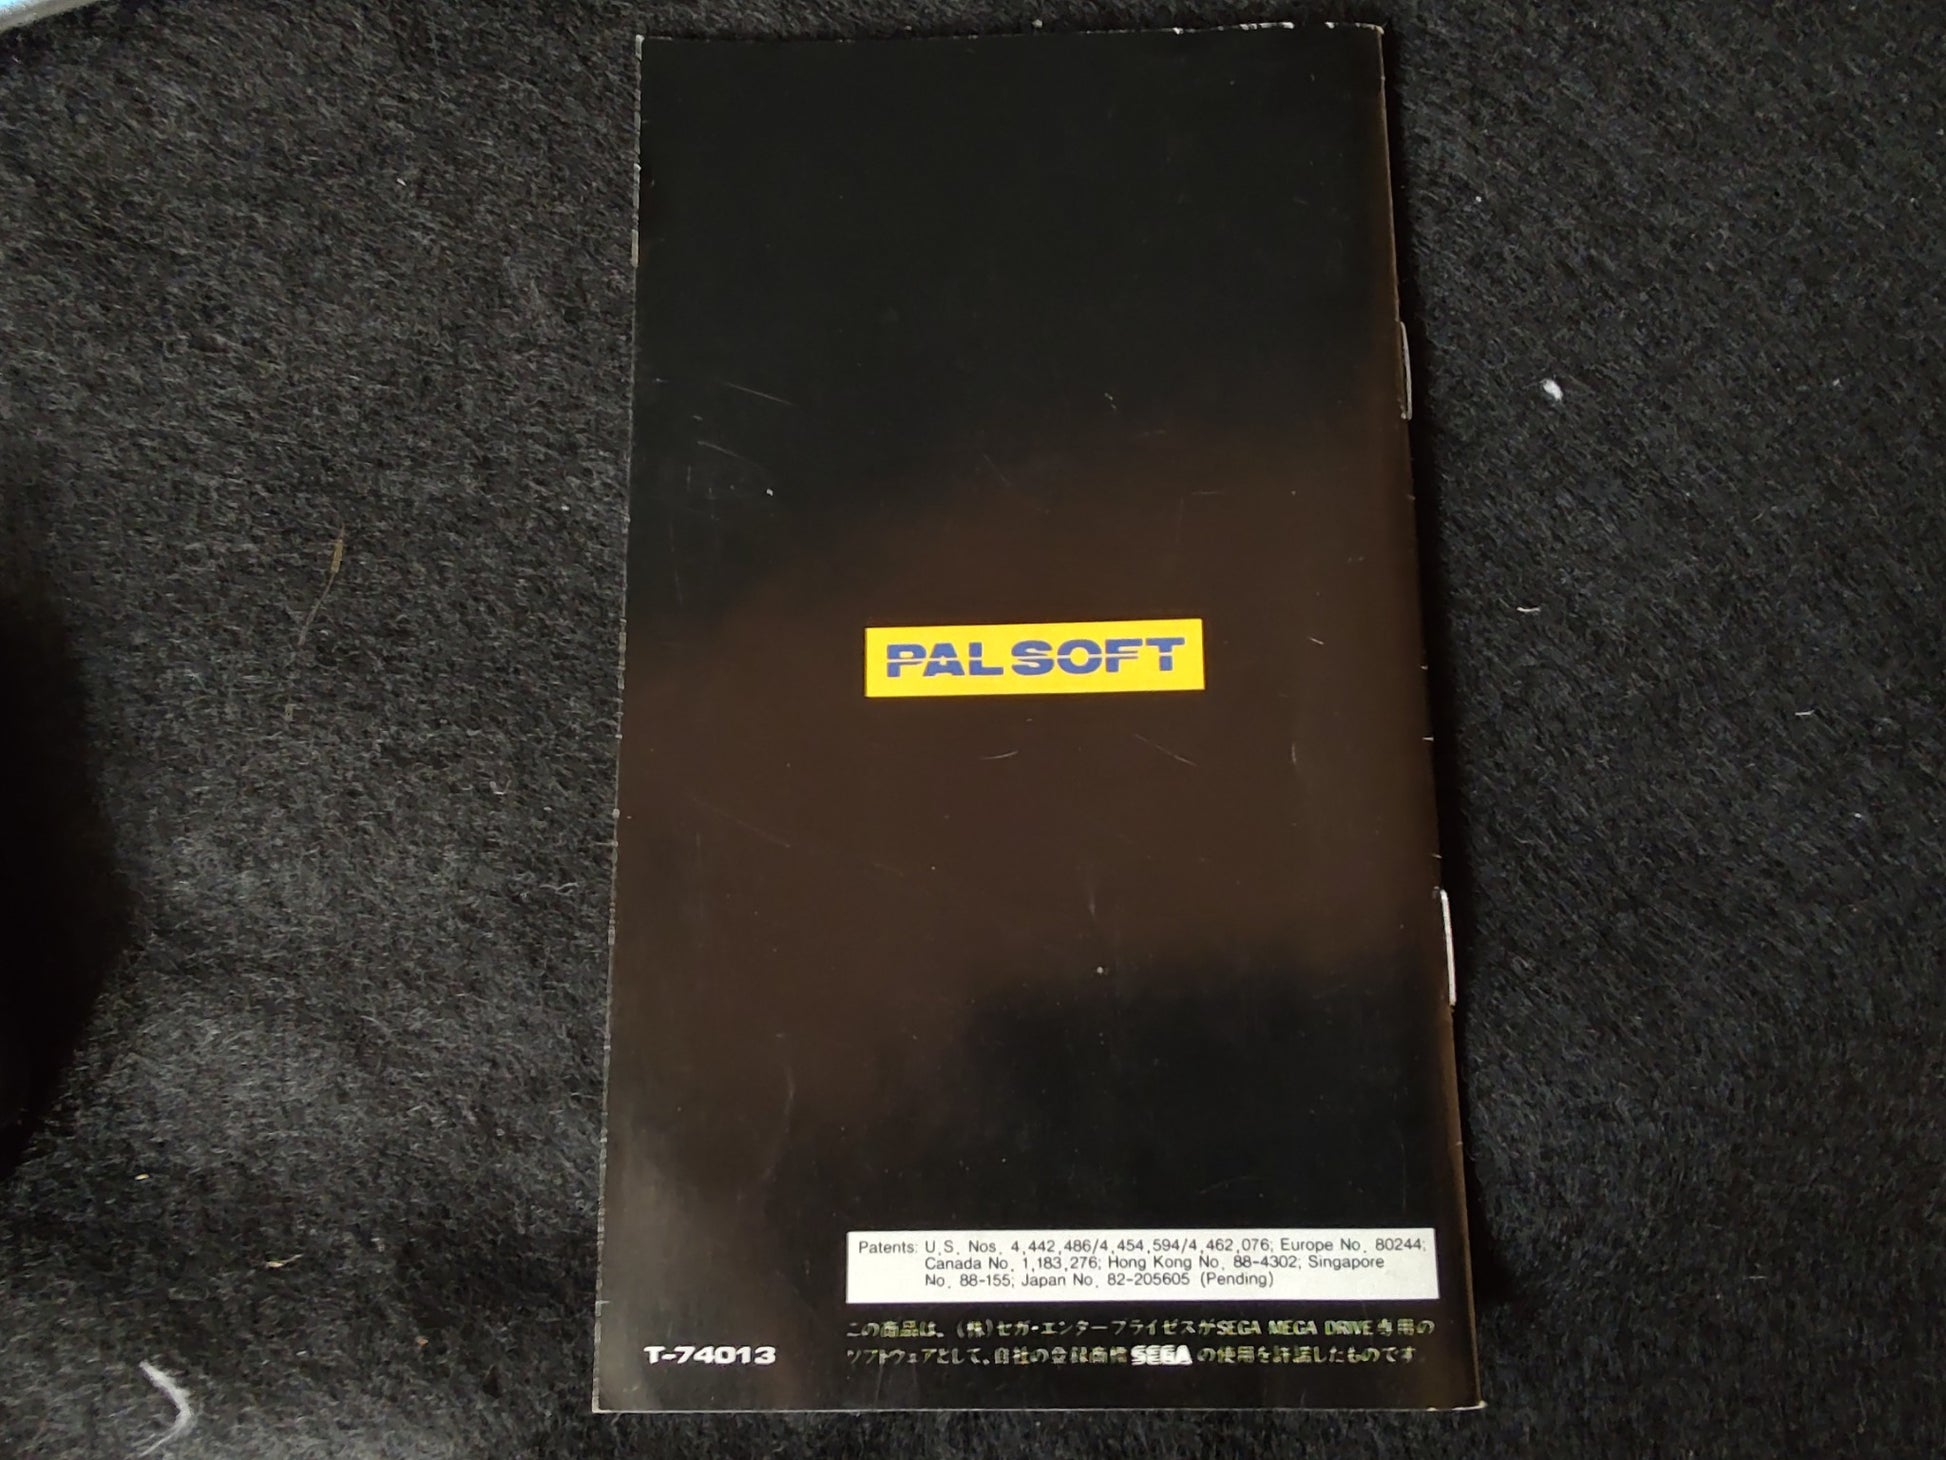 PAL SOFT
Patents: U.S. Nos. 4,442,486/4,454,594/4,462,076; Europe No. 80244;
Canada No. 1,183,276; Hong Kong No. 88-4302; Singapore
No. 88-155; Japan No. 82-205605 (Pending)
この商品は、(株)セガ・エンタープライゼスがSEGA MEGA DRIVE専用の
ソフトウェアとして、自社の登録商標SEGAの使用を許諾したものです
T-74013